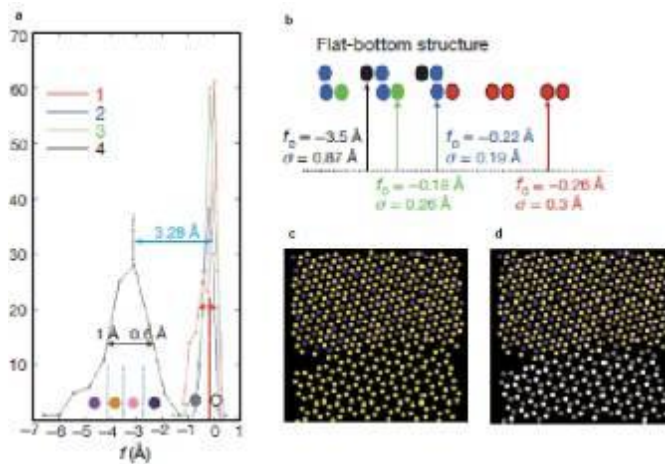 a
70
60
50
40
30
20
10
1
2
3
4
3.28 Å
1 Å 0.6 Å
−7 −6 −5 −4 −3 −2 −1 0 1
f (Å)
b
Flat-bottom structure
f₀ = −3.5 Å
σ = 0.87 Å
f₀ = −0.22 Å
σ = 0.19 Å
f₀ = −0.18 Å
σ = 0.26 Å
f₀ = −0.26 Å
σ = 0.3 Å
c
d